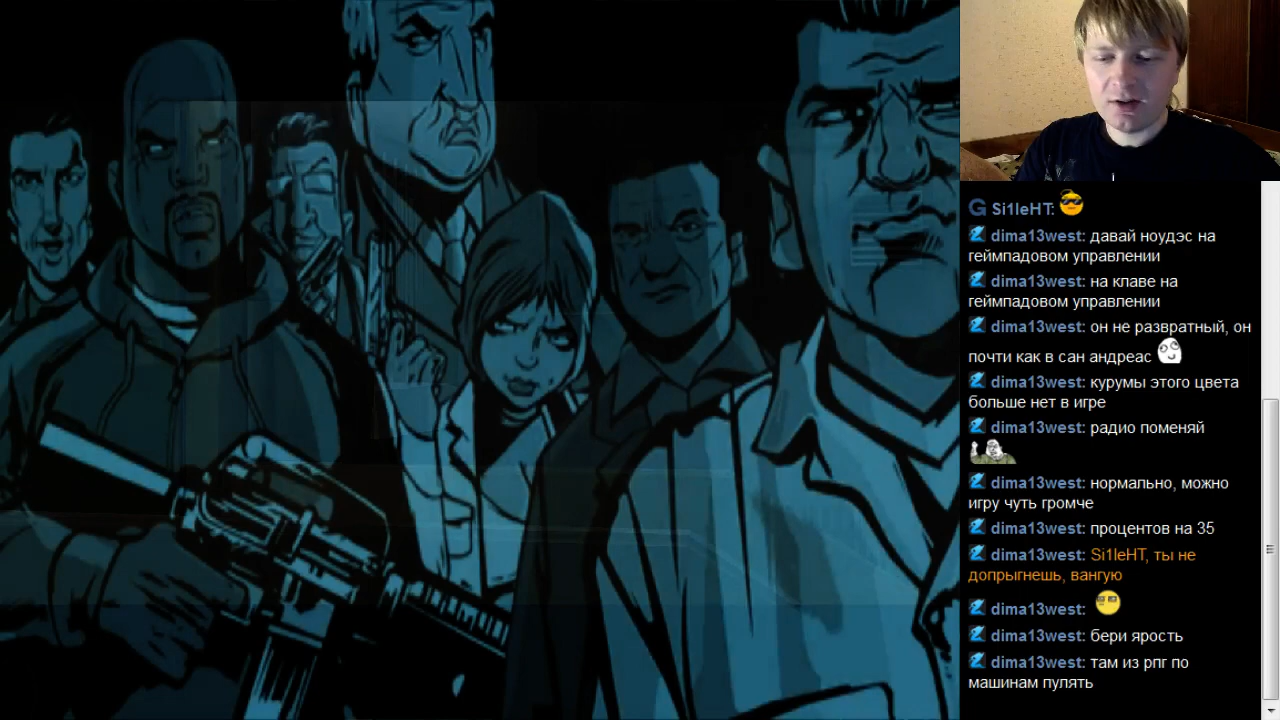 Si1leHT:
dima13west: давай ноудэс на
геймпадовом управлении
dima13west: на клаве на
геймпадовом управлении
dima13west: он не развратный, он
почти как в сан андреас
dima13west: курумы этого цвета
больше нет в игре
dima13west: радио поменяй
dima13west: нормально, можно
игру чуть громче
dima13west: процентов на 35
dima13west: Si1leHT, ты не
допрыгнешь, вангую
dima13west:
dima13west: бери ярость
dima13west: там из рпг по
машинам пулять